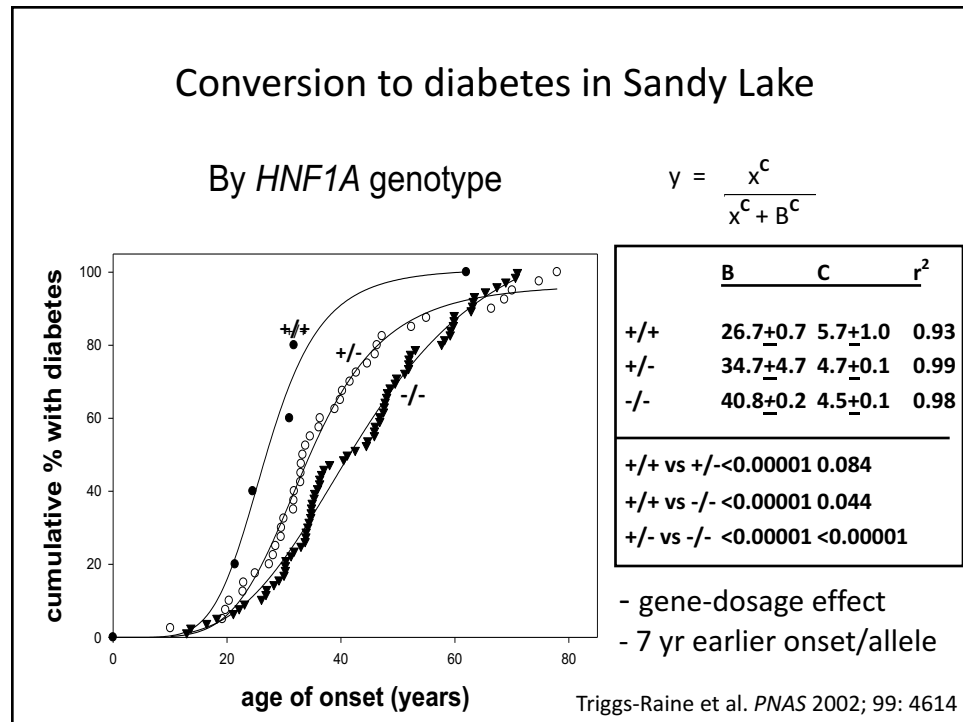 Conversion to diabetes in Sandy Lake
By HNF1A genotype
y = x^C
x^C + B^C
cumulative % with diabetes
100
80
60
40
20
0
+/+
+/-
-/-
0 20 40 60 80
age of onset (years)
B C r^2
+/+ 26.7±0.7 5.7±1.0 0.93
+/- 34.7±4.7 4.7±0.1 0.99
-/- 40.8±0.2 4.5±0.1 0.98
+/+ vs +/- <0.00001 0.084
+/+ vs -/- <0.00001 0.044
+/- vs -/- <0.00001 <0.00001
- gene-dosage effect
- 7 yr earlier onset/allele
Triggs-Raine et al. PNAS 2002; 99: 4614